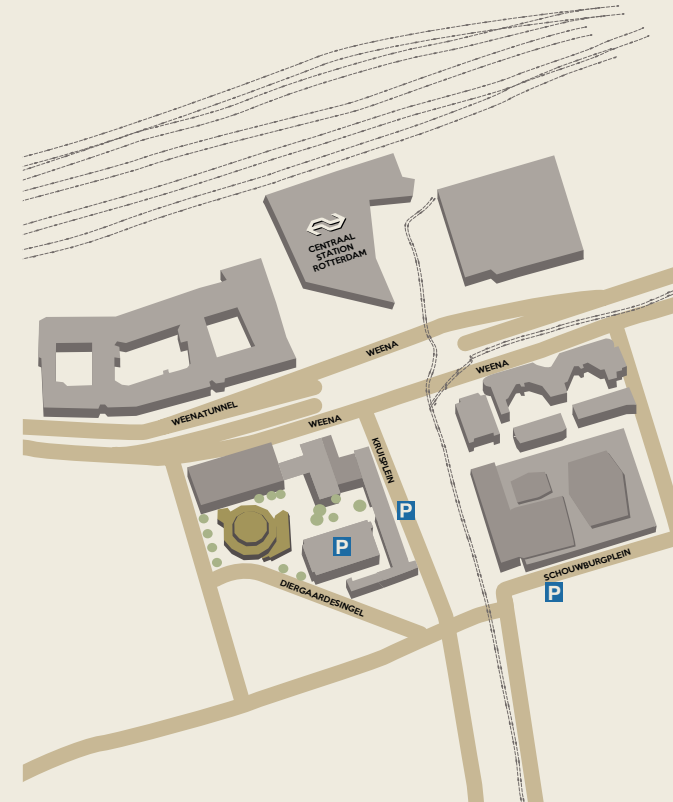 CENTRAAL
STATION
ROTTERDAM
WEENA
WEENA
WEENATUNNEL
WEENA
KRUISPLEIN
P
P
SCHOUWBURGPLEIN
P
DIERGAARDESINGEL